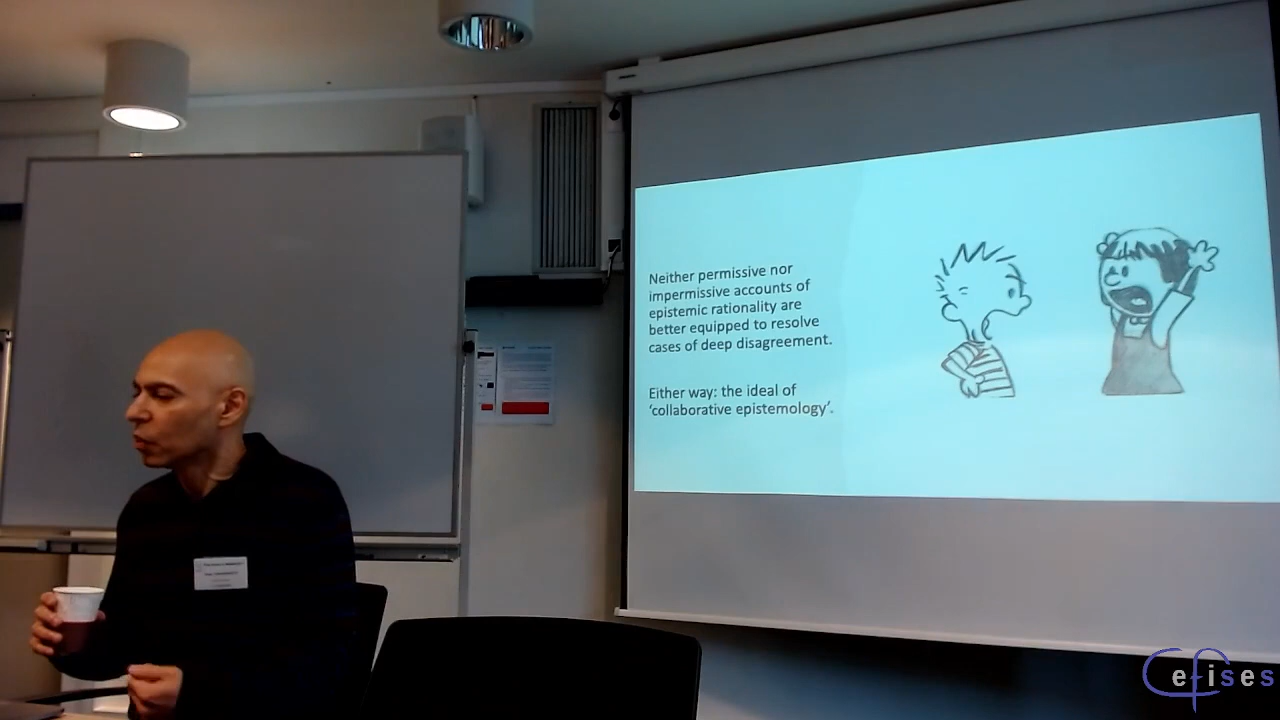 Neither permissive nor
impermissive accounts of
epistemic rationality are
better equipped to resolve
cases of deep disagreement.
Either way: the ideal of
'collaborative epistemology'.
Cefises